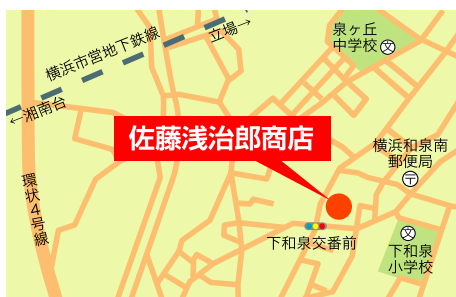 泉ヶ丘
中学校
文
立場→
横浜市営地下鉄線
←湘南台
佐藤浅治郎商店
横浜和泉南
郵便局
〒
環状4号線
下和泉交番前
文
下和泉
小学校